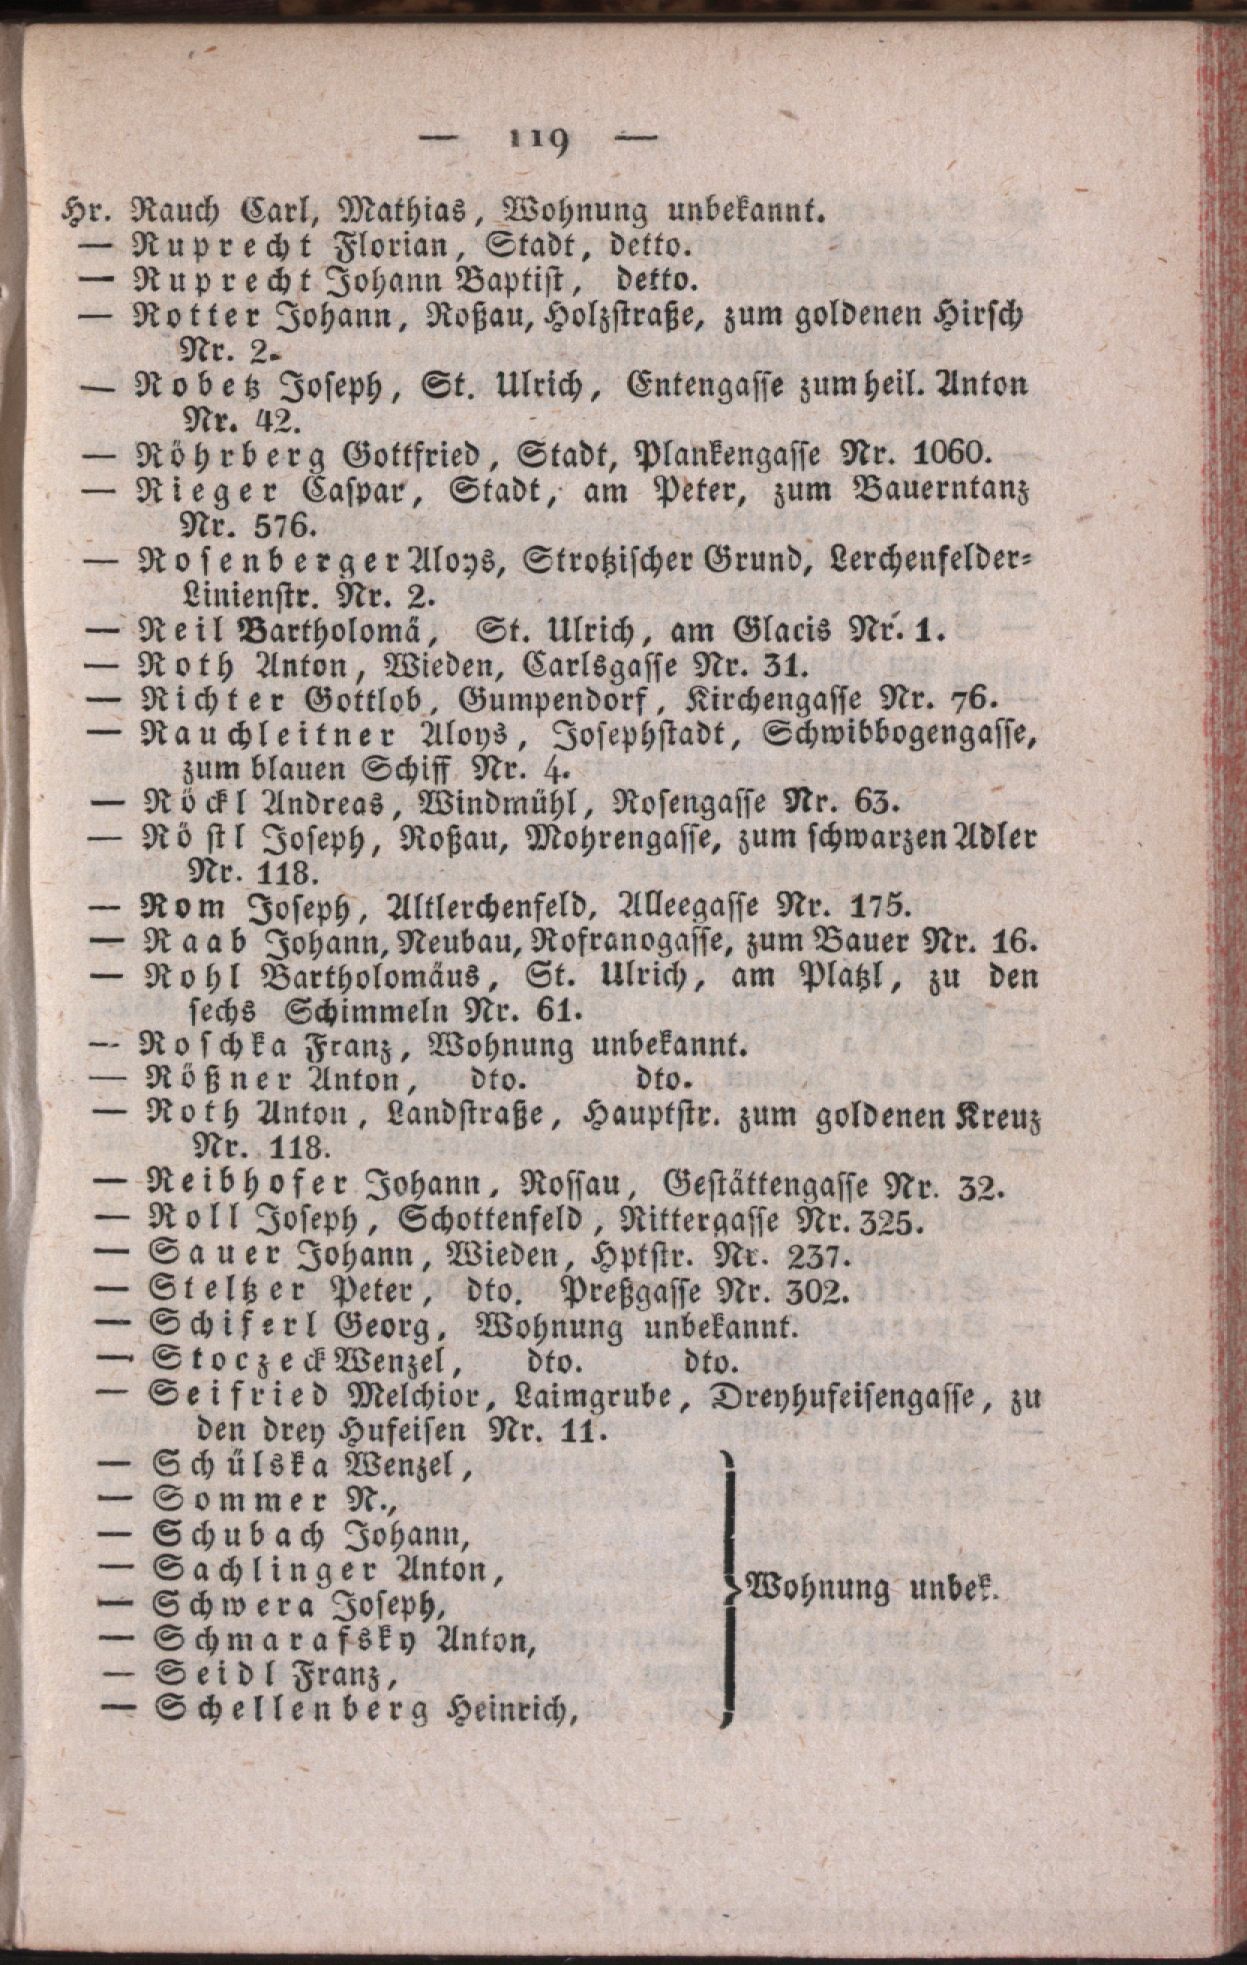 — 119 —
Hr. Rauch Carl, Mathias, Wohnung unbekannt.
— Ruprecht Florian, Stadt, detto.
— Ruprecht Johann Baptist, detto.
— Rotter Johann, Roßau, Holzstraße, zum goldenen Hirsch
Nr. 2.
— Robetz Joseph, St. Ulrich, Entengasse zum heil. Anton
Nr. 42.
— Röhrberg Gottfried, Stadt, Plankengasse Nr. 1060.
— Rieger Caspar, Stadt, am Peter, zum Bauerntanz
Nr. 576.
— Rosenberger Aloys, Strotzischer Grund, Lerchenfelder-
Linienstr. Nr. 2.
— Reil Bartholomä, St. Ulrich, am Glacis Nr. 1.
— Roth Anton, Wieden, Carlsgasse Nr. 31.
— Richter Gottlob, Gumpendorf, Kirchengasse Nr. 76.
— Rauchleitner Aloys, Josephstadt, Schwibbogengasse,
zum blauen Schiff Nr. 4.
— Röckl Andreas, Windmühl, Rosengasse Nr. 63.
— Röstl Joseph, Roßau, Mohrengasse, zum schwarzen Adler
Nr. 118.
— Rom Joseph, Altlerchenfeld, Alleegasse Nr. 175.
— Raab Johann, Neubau, Rofranogasse, zum Bauer Nr. 16.
— Rohl Bartholomäus, St. Ulrich, am Platzl, zu den
sechs Schimmeln Nr. 61.
— Roschka Franz, Wohnung unbekannt.
— Rößner Anton, dto. dto.
— Roth Anton, Landstraße, Hauptstr. zum goldenen Kreuz
Nr. 118.
— Reibhofer Johann, Rossau, Gestättengasse Nr. 32.
— Roll Joseph, Schottenfeld, Rittergasse Nr. 325.
— Sauer Johann, Wieden, Hptstr. Nr. 237.
— Steltzer Peter, dto. Preßgasse Nr. 302.
— Schiferl Georg, Wohnung unbekannt.
— Stoczeck Wenzel, dto. dto.
— Seifried Melchior, Laimgrube, Dreyhufeisengasse, zu
den drey Hufeisen Nr. 11.
— Schülska Wenzel,
— Sommer N.,
— Schubach Johann,
— Sachlinger Anton,
— Schwera Joseph,
— Schmarafsky Anton,
— Seidl Franz,
— Schellenberg Heinrich,
Wohnung unbek.